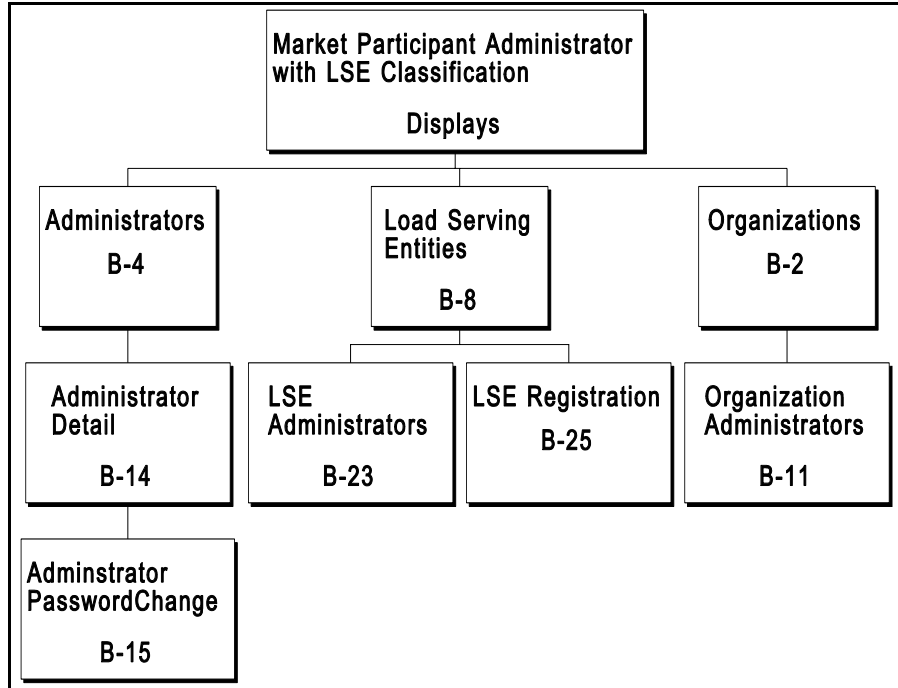 Market Participant Administrator
with LSE Classification
Displays
Administrators
B-4
Load Serving
Entities
B-8
Organizations
B-2
Administrator
Detail
B-14
LSE
Administrators
B-23
LSE Registration
B-25
Organization
Administrators
B-11
Adminstrator
PasswordChange
B-15